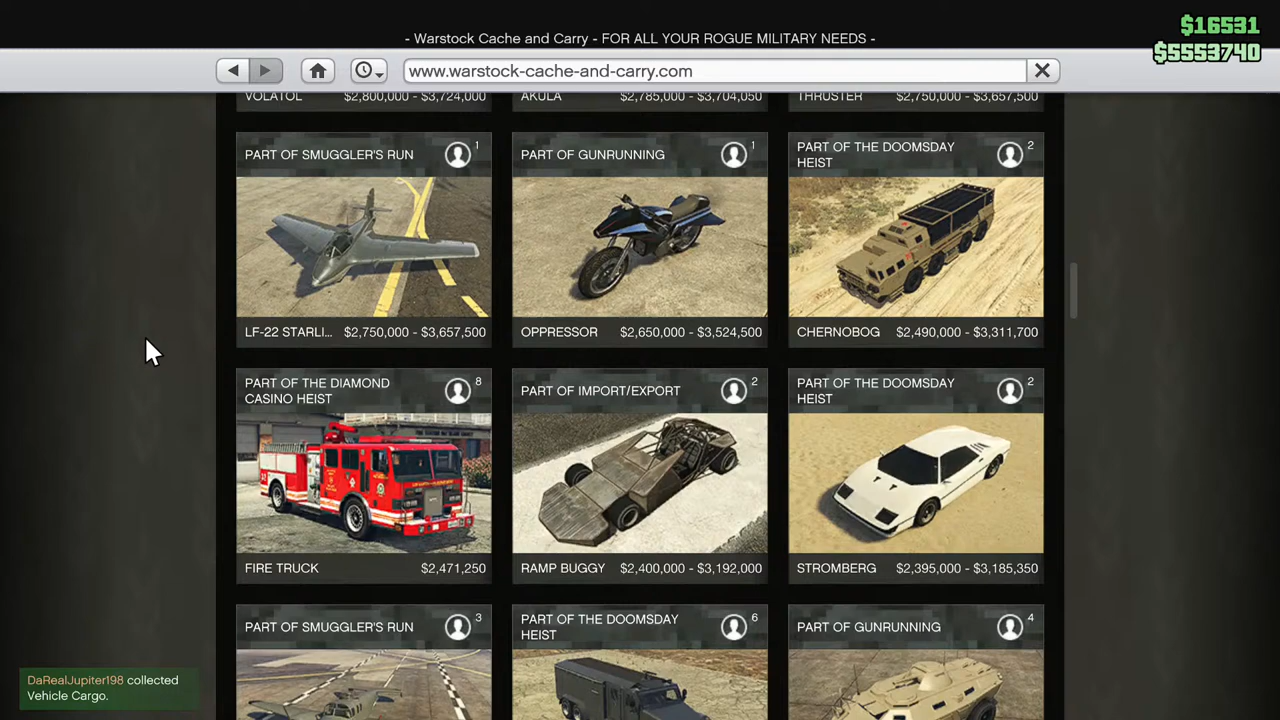 - Warstock Cache and Carry - FOR ALL YOUR ROGUE MILITARY NEEDS -
$16531
$5553740
www.warstock-cache-and-carry.com
VOLATOL $2,800,000 - $3,724,000
AKULA $2,785,000 - $3,704,050
THRUSTER $2,750,000 - $3,657,500
PART OF SMUGGLER'S RUN 1
PART OF GUNRUNNING 1
PART OF THE DOOMSDAY
HEIST 2
LF-22 STARLI... $2,750,000 - $3,657,500
OPPRESSOR $2,650,000 - $3,524,500
CHERNOBOG $2,490,000 - $3,311,700
PART OF THE DIAMOND
CASINO HEIST 8
PART OF IMPORT/EXPORT 2
PART OF THE DOOMSDAY
HEIST 2
FIRE TRUCK $2,471,250
RAMP BUGGY $2,400,000 - $3,192,000
STROMBERG $2,395,000 - $3,185,350
PART OF SMUGGLER'S RUN 3
PART OF THE DOOMSDAY
HEIST 6
PART OF GUNRUNNING 4
DaRealJupiter198 collected
Vehicle Cargo.